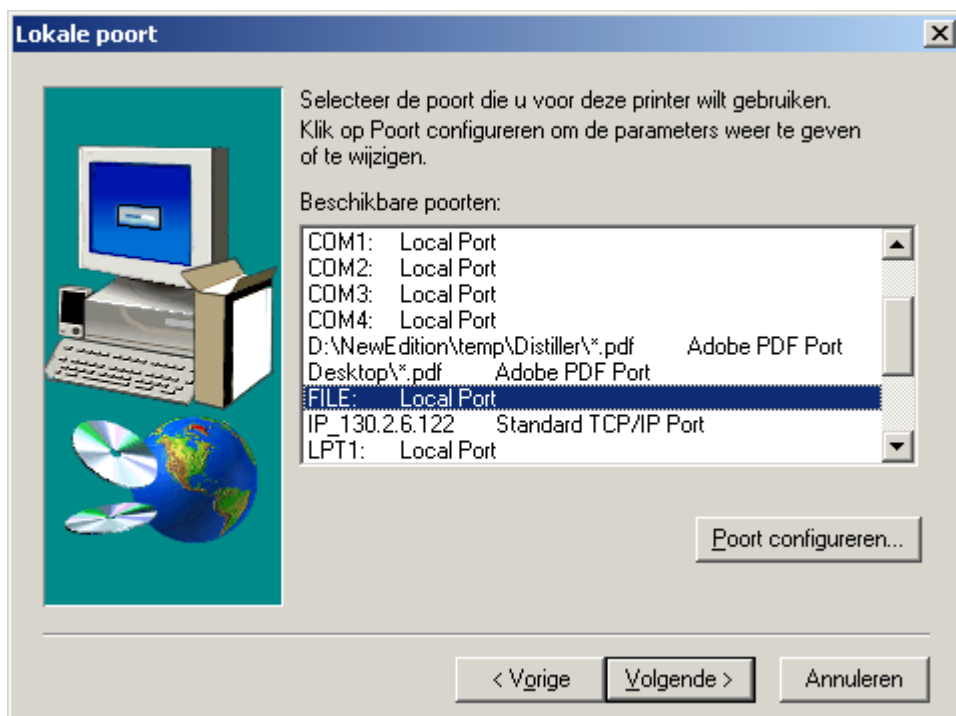 Lokale poort
Selecteer de poort die u voor deze printer wilt gebruiken.
Klik op Poort configureren om de parameters weer te geven
of te wijzigen.
Beschikbare poorten:
COM1: Local Port
COM2: Local Port
COM3: Local Port
COM4: Local Port
D:\NewEdition\temp\Distiller\*.pdf Adobe PDF Port
Desktop\*.pdf Adobe PDF Port
FILE: Local Port
IP_130.2.6.122 Standard TCP/IP Port
LPT1: Local Port
Poort configureren...
< Vorige Volgende > Annuleren